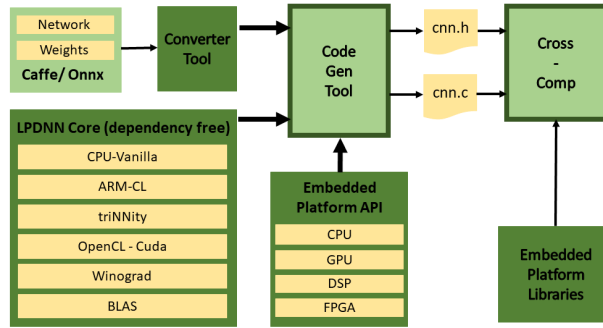 Network
Weights
Caffe/ Onnx
Converter
Tool
Code
Gen
Tool
cnn.h
cnn.c
Cross
-
Comp
LPDNN Core (dependency free)
CPU-Vanilla
ARM-CL
triNNity
OpenCL - Cuda
Winograd
BLAS
Embedded
Platform API
CPU
GPU
DSP
FPGA
Embedded
Platform
Libraries